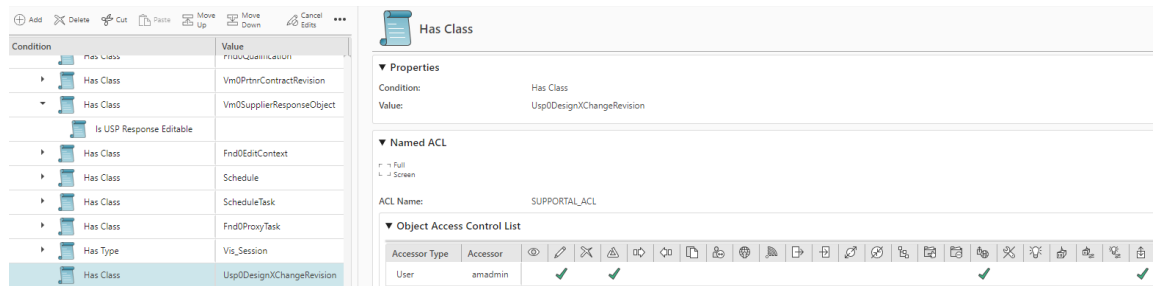 Add Delete Cut Paste Move Up Move Down Cancel Edits
Condition Value
Has Class Fnd0Qualification
Has Class Vm0PrtnrContractRevision
Has Class Vm0SupplierResponseObject
Is USP Response Editable
Has Class Fnd0EditContext
Has Class Schedule
Has Class ScheduleTask
Has Class Fnd0ProxyTask
Has Type Vis_Session
Has Class Usp0DesignXChangeRevision
Has Class
Properties
Condition: Has Class
Value: Usp0DesignXChangeRevision
Named ACL
Full
Screen
ACL Name: SUPPORTAL_ACL
Object Access Control List
Accessor Type Accessor
User amadmin